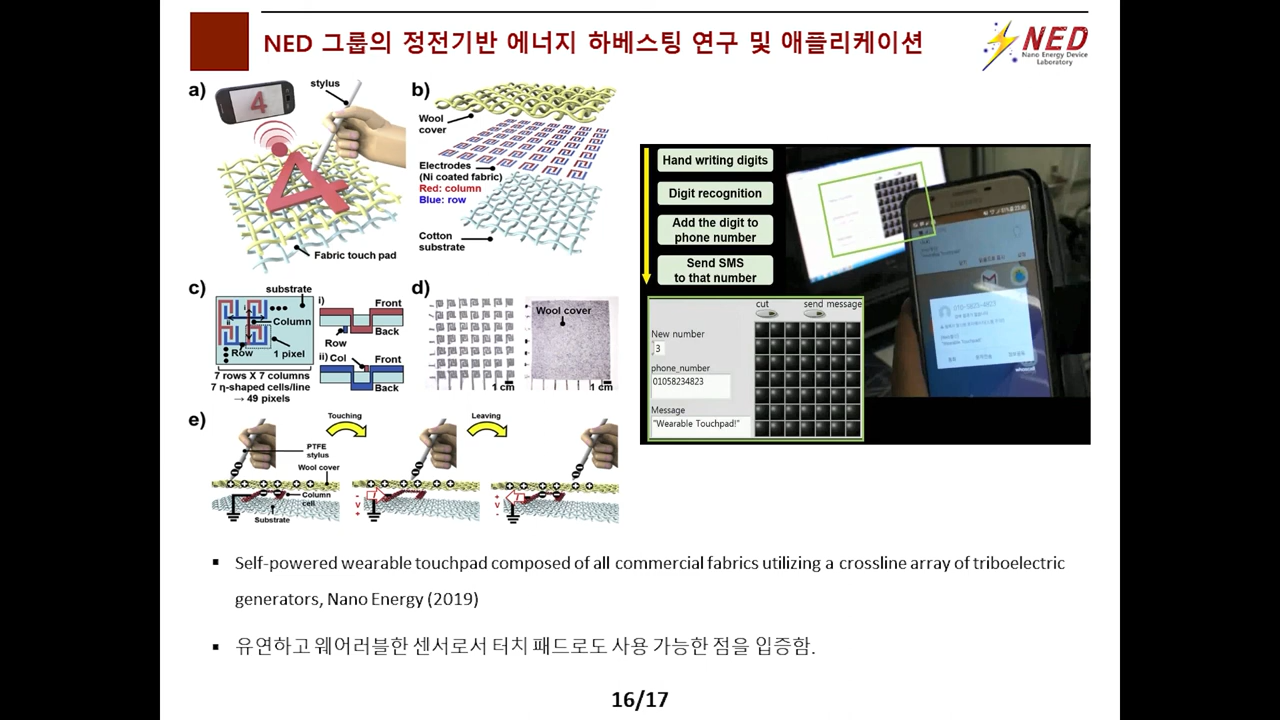 NED 그룹의 정전기반 에너지 하베스팅 연구 및 애플리케이션
NED
Nano Energy Device
Laboratory
a)
4
stylus
4
Fabric touch pad
b)
Wool
cover
Electrodes
(Ni coated fabric)
Red: column
Blue: row
Cotton
substrate
c)
substrate
i
ii
Column
Row
1 pixel
7 rows X 7 columns
7 η-shaped cells/line
→ 49 pixels
i)
Front
Back
Row
ii) Col
Front
Back
d)
1 cm
Wool cover
1 cm
e)
Touching
Leaving
PTFE
stylus
Wool cover
Column
cell
Substrate
-
V
+
+
V
-
Hand writing digits
Digit recognition
Add the digit to
phone number
Send SMS
to that number
cut
send message
New number
3
phone_number
01058234823
Message
"Wearable Touchpad!"
▪ Self-powered wearable touchpad composed of all commercial fabrics utilizing a crossline array of triboelectric
generators, Nano Energy (2019)
▪ 유연하고 웨어러블한 센서로서 터치 패드로도 사용 가능한 점을 입증함.
16/17